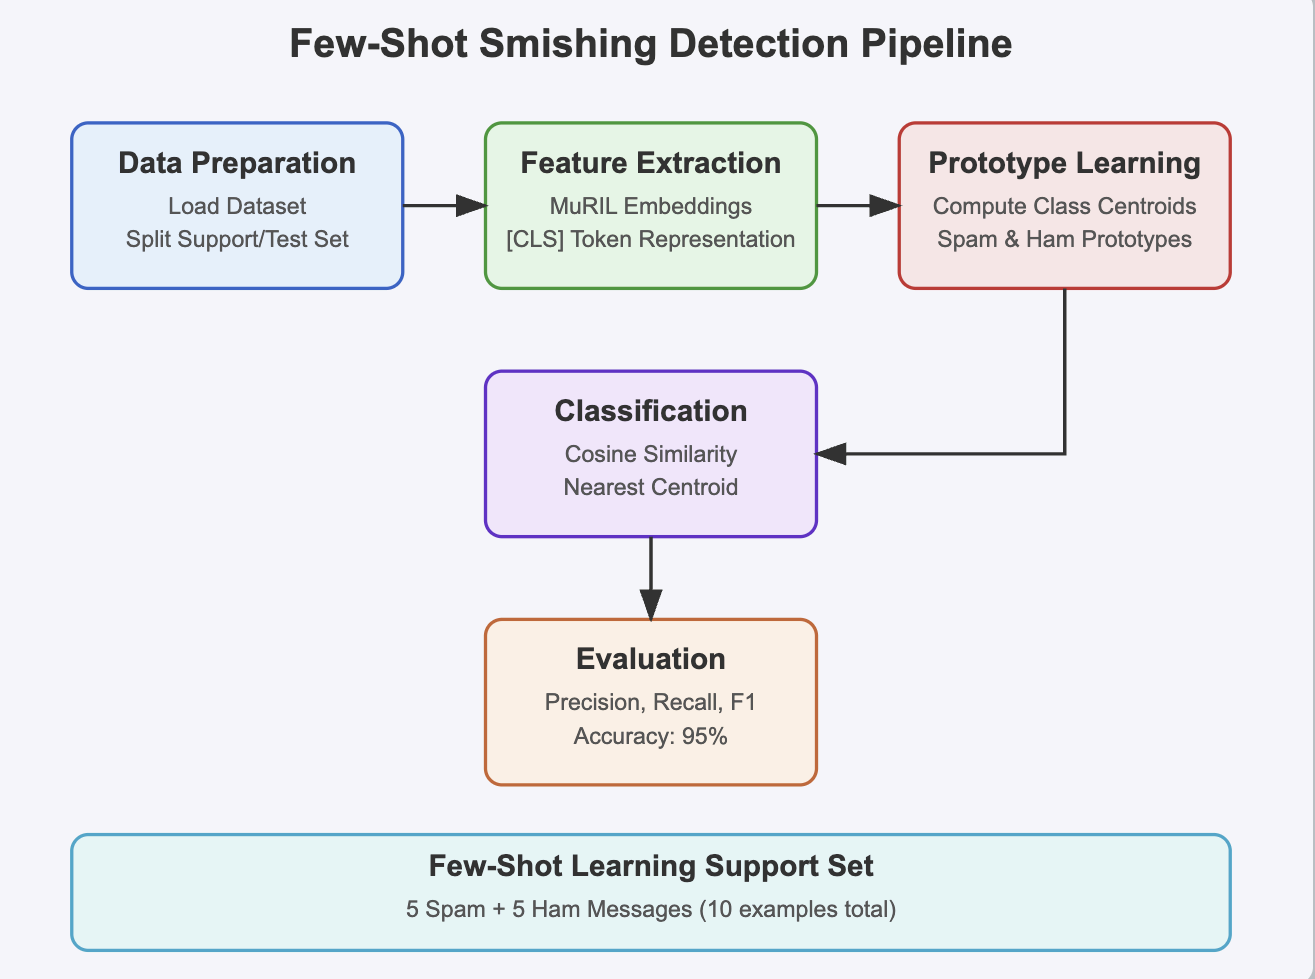 Few-Shot Smishing Detection Pipeline
Data Preparation
Load Dataset
Split Support/Test Set
Feature Extraction
MuRIL Embeddings
[CLS] Token Representation
Prototype Learning
Compute Class Centroids
Spam & Ham Prototypes
Classification
Cosine Similarity
Nearest Centroid
Evaluation
Precision, Recall, F1
Accuracy: 95%
Few-Shot Learning Support Set
5 Spam + 5 Ham Messages (10 examples total)